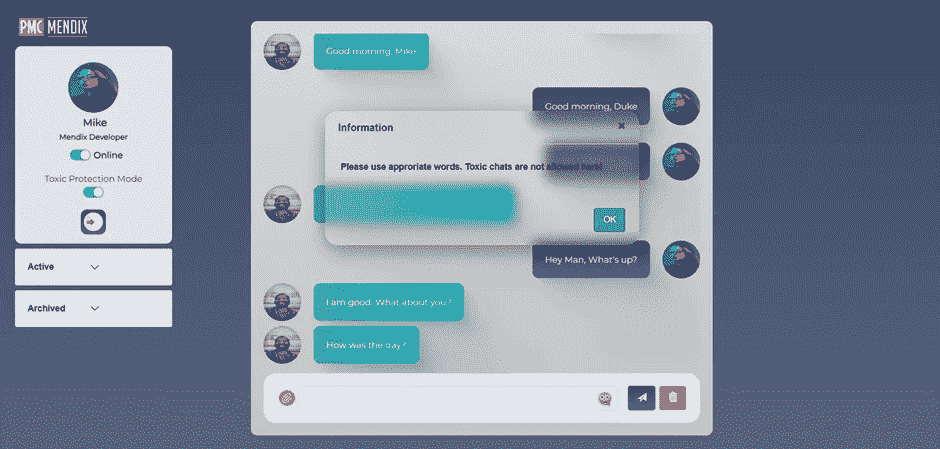 PMC MENDIX
Mike
Mendix Developer
Online
Toxic Protection Mode
Active
Archived
Good morning, Mike
Good morning, Duke
Information
×
Please use approriate words. Toxic chats are not allowed here!
OK
Hey Man, What's up?
I am good. What about you?
How was the day?